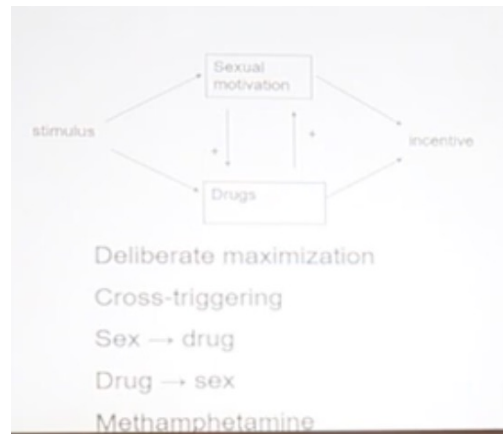 Sexual
motivation
stimulus
+
+
incentive
Drugs
Deliberate maximization
Cross-triggering
Sex → drug
Drug → sex
Methamphetamine